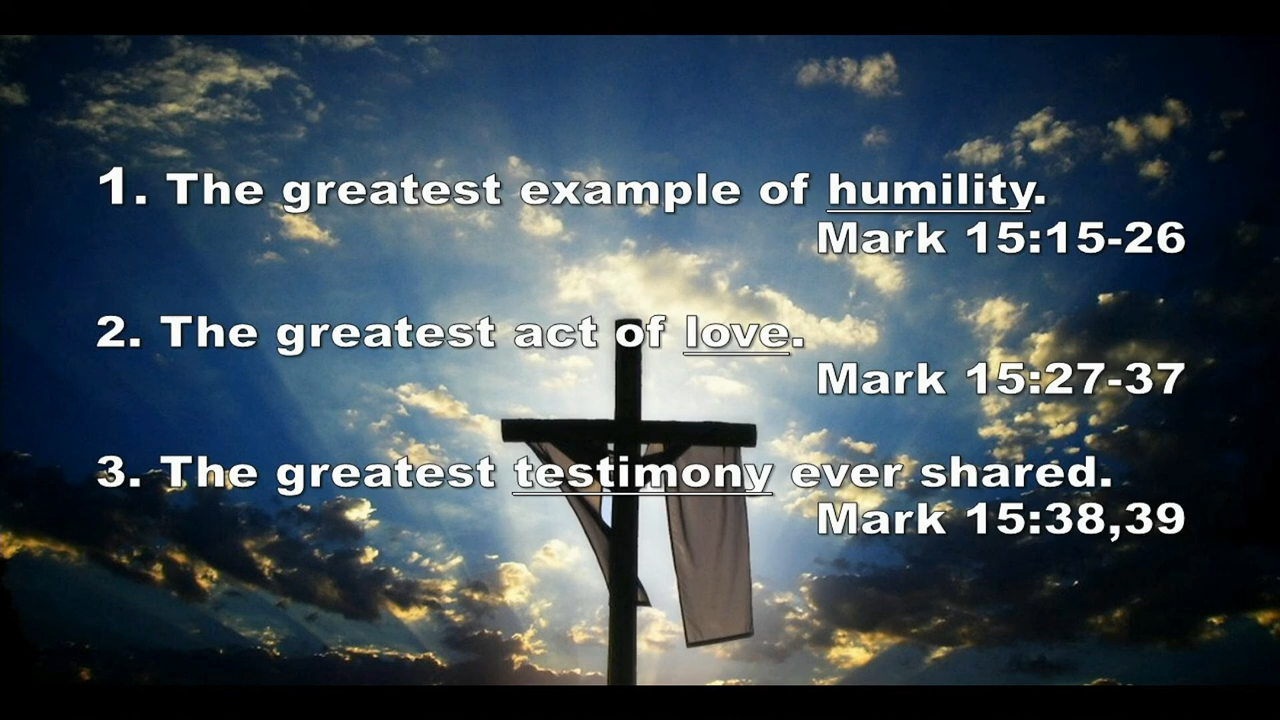 1. The greatest example of humility.
Mark 15:15-26
2. The greatest act of love.
Mark 15:27-37
3. The greatest testimony ever shared.
Mark 15:38,39